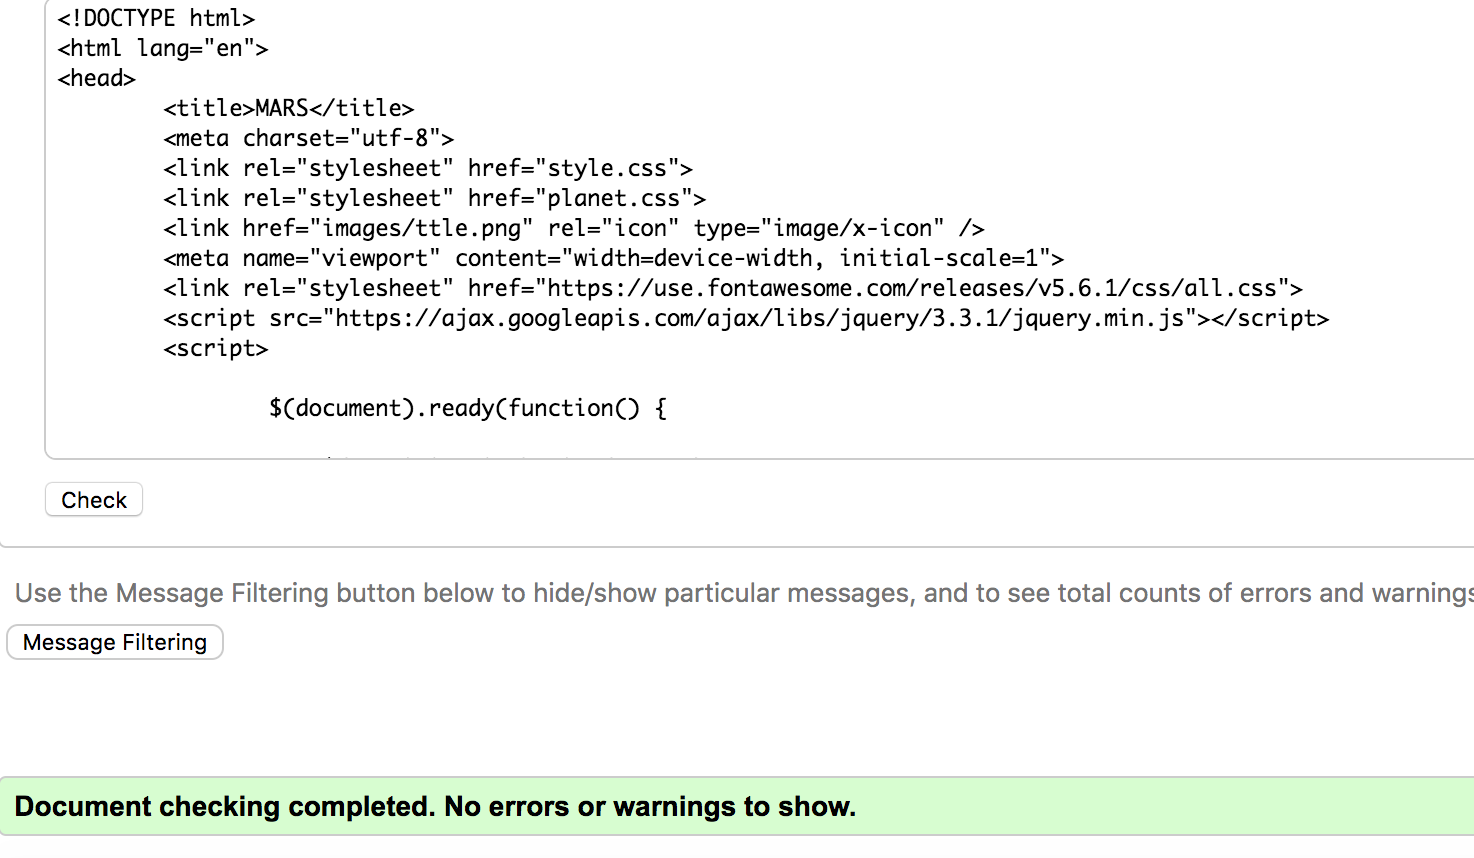 <!DOCTYPE html>
<html lang="en">
<head>
<title>MARS</title>
<meta charset="utf-8">
<link rel="stylesheet" href="style.css">
<link rel="stylesheet" href="planet.css">
<link href="images/ttle.png" rel="icon" type="image/x-icon" />
<meta name="viewport" content="width=device-width, initial-scale=1">
<link rel="stylesheet" href="https://use.fontawesome.com/releases/v5.6.1/css/all.css">
<script src="https://ajax.googleapis.com/ajax/libs/jquery/3.3.1/jquery.min.js"></script>
<script>
$(document).ready(function() {
Check
Use the Message Filtering button below to hide/show particular messages, and to see total counts of errors and warnings
Message Filtering
Document checking completed. No errors or warnings to show.